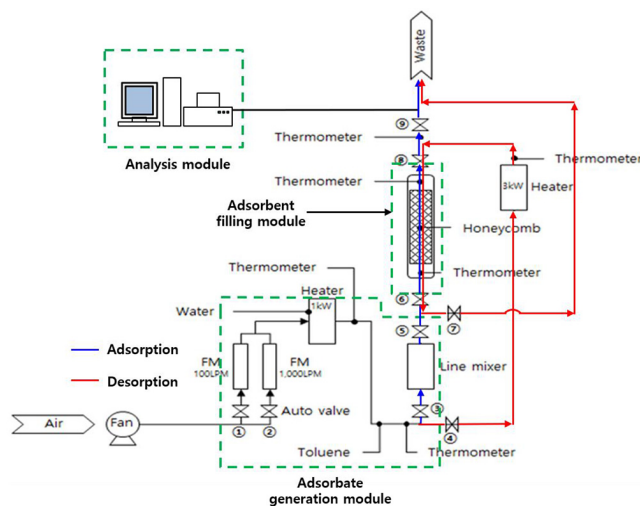 Waste
⑨
Thermometer
Analysis module
⑧
Thermometer
Thermometer
3kW
Heater
Adsorbent
filling module
Honeycomb
Thermometer
Thermometer
Heater
1kW
Water
⑥
⑦
⑤
Adsorption
Desorption
FM
100LPM
FM
1,000LPM
Line mixer
Auto valve
③
Air
Fan
①
②
④
Toluene
Thermometer
Adsorbate
generation module